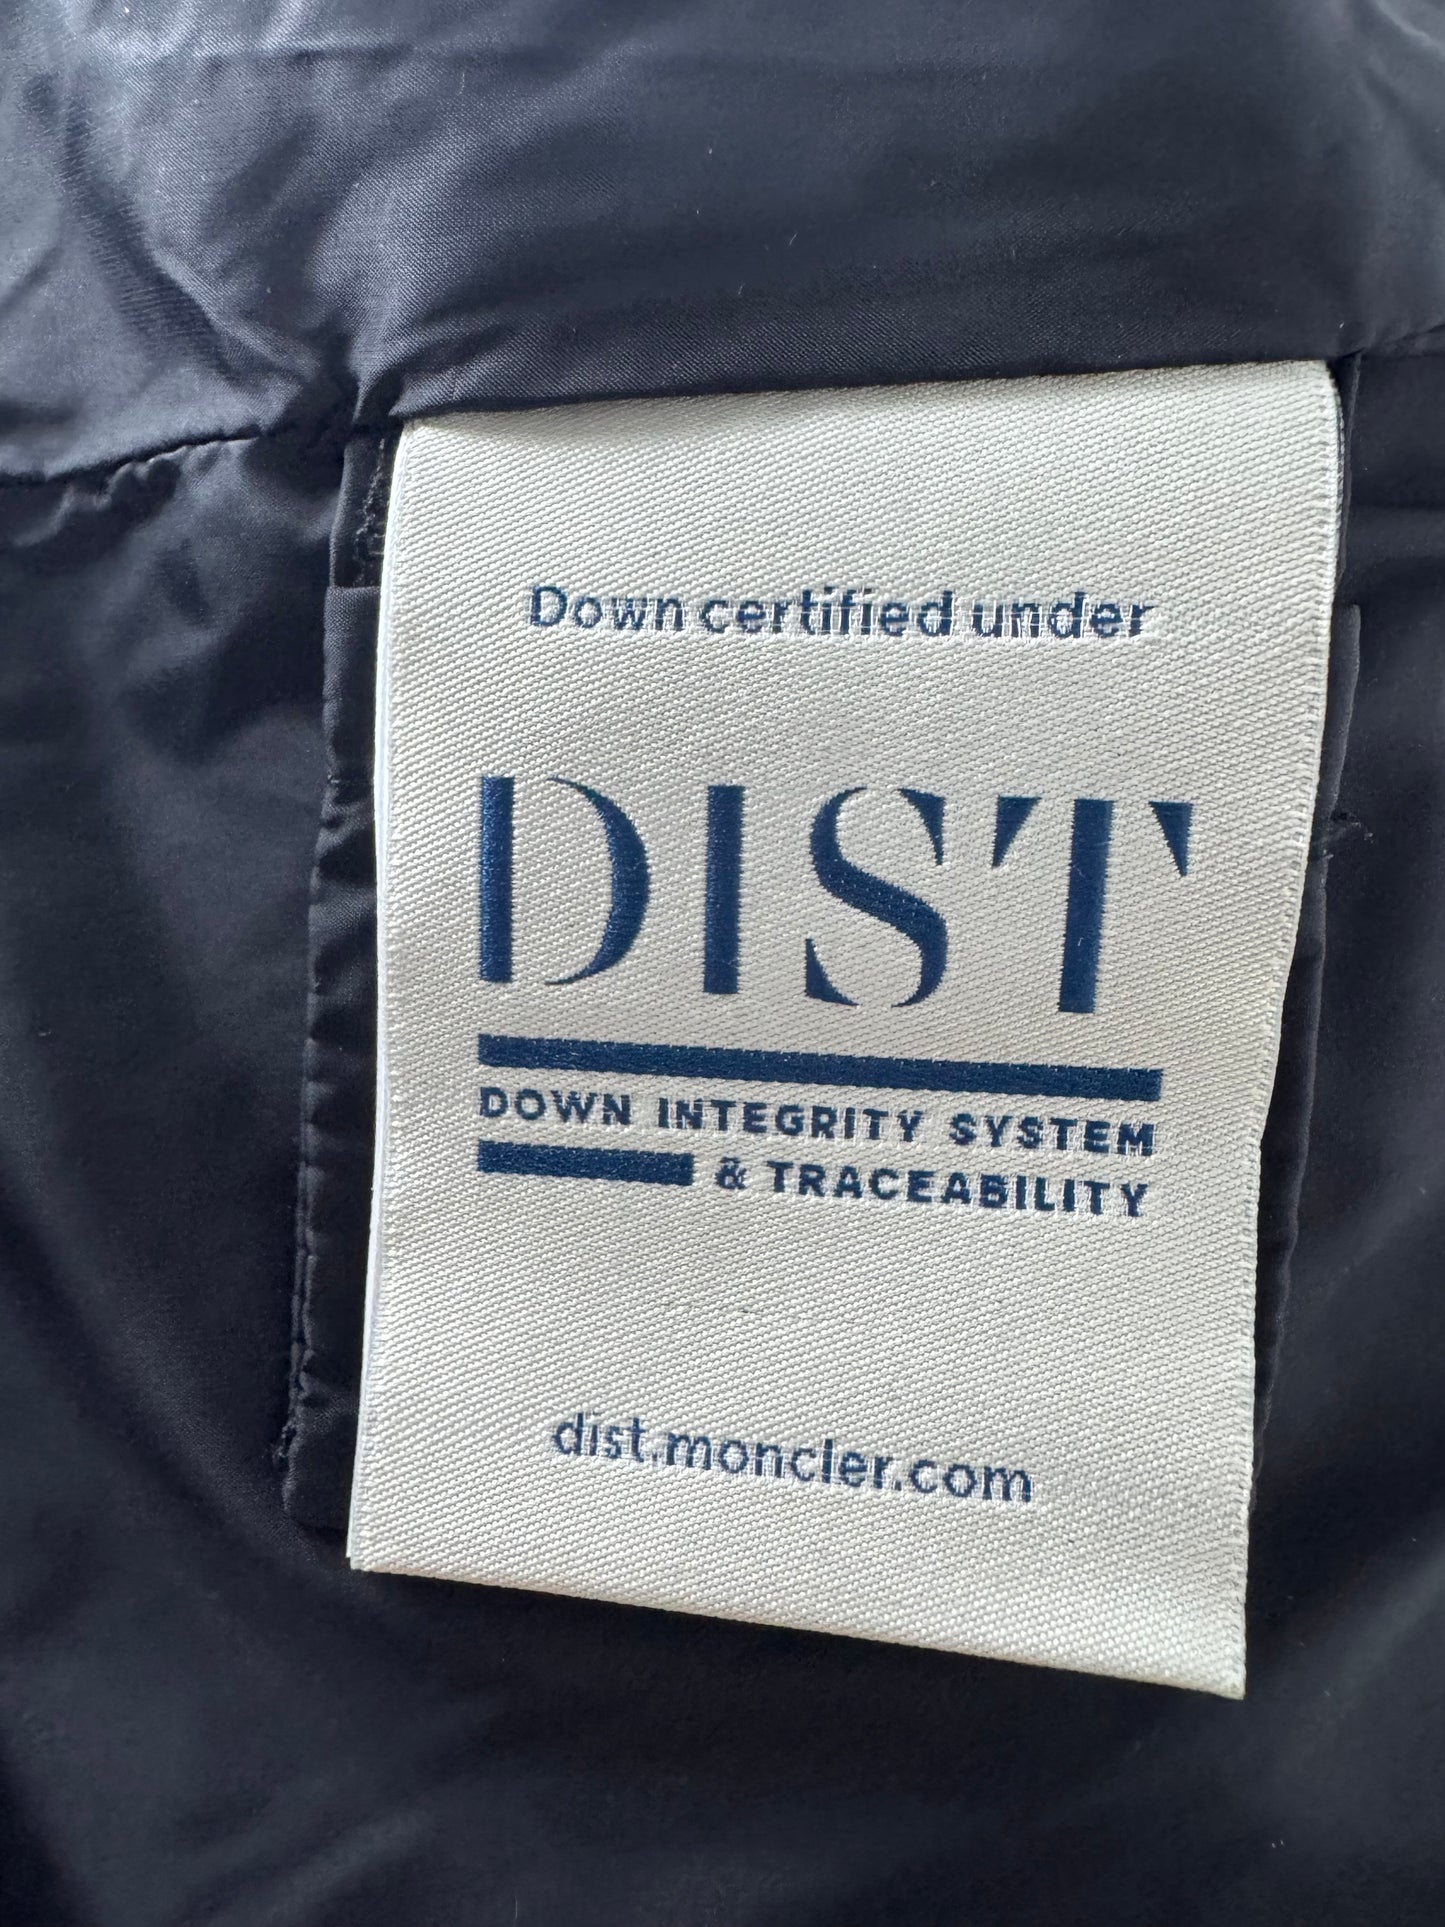 Down certified under
DIST
DOWN INTEGRITY SYSTEM
& TRACEABILITY
dist.moncler.com